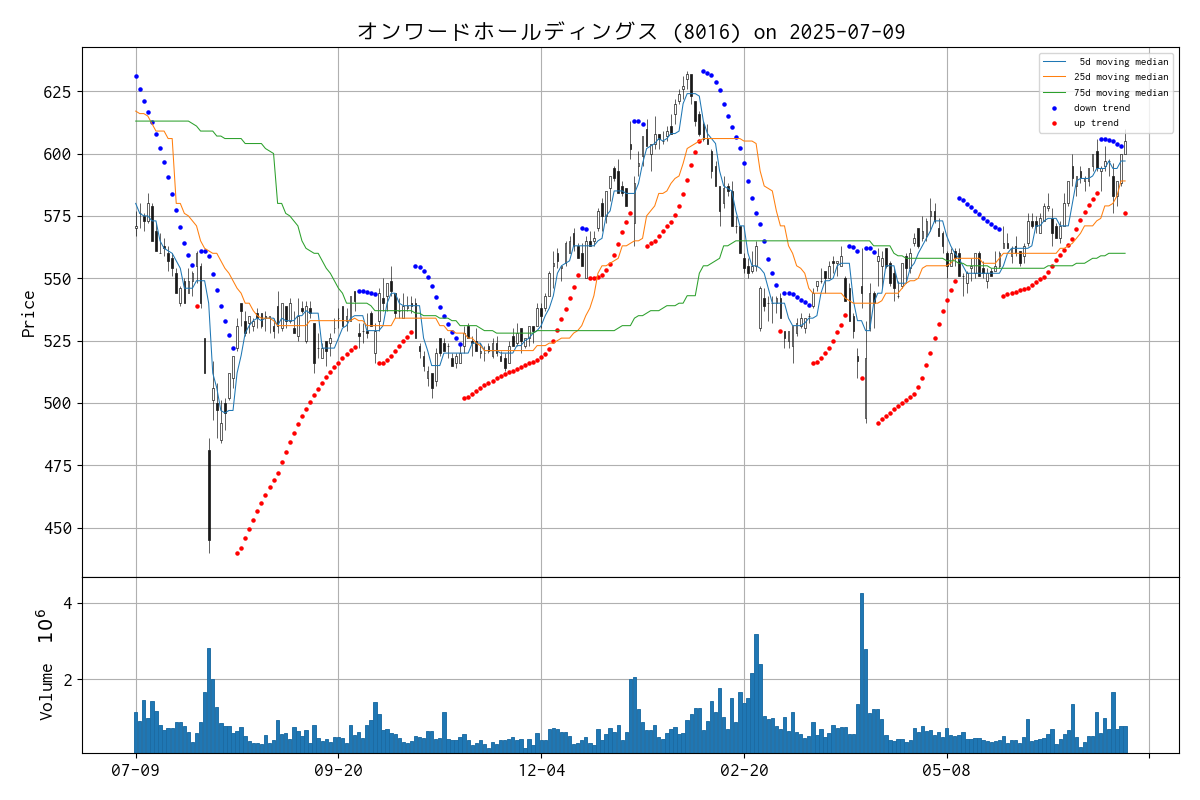 オンワードホールディングス (8016) on 2025-07-09
5d moving median
25d moving median
75d moving median
down trend
up trend
Price
625
600
575
550
525
500
475
450
Volume 10^6
4
2
07-09 09-20 12-04 02-20 05-08